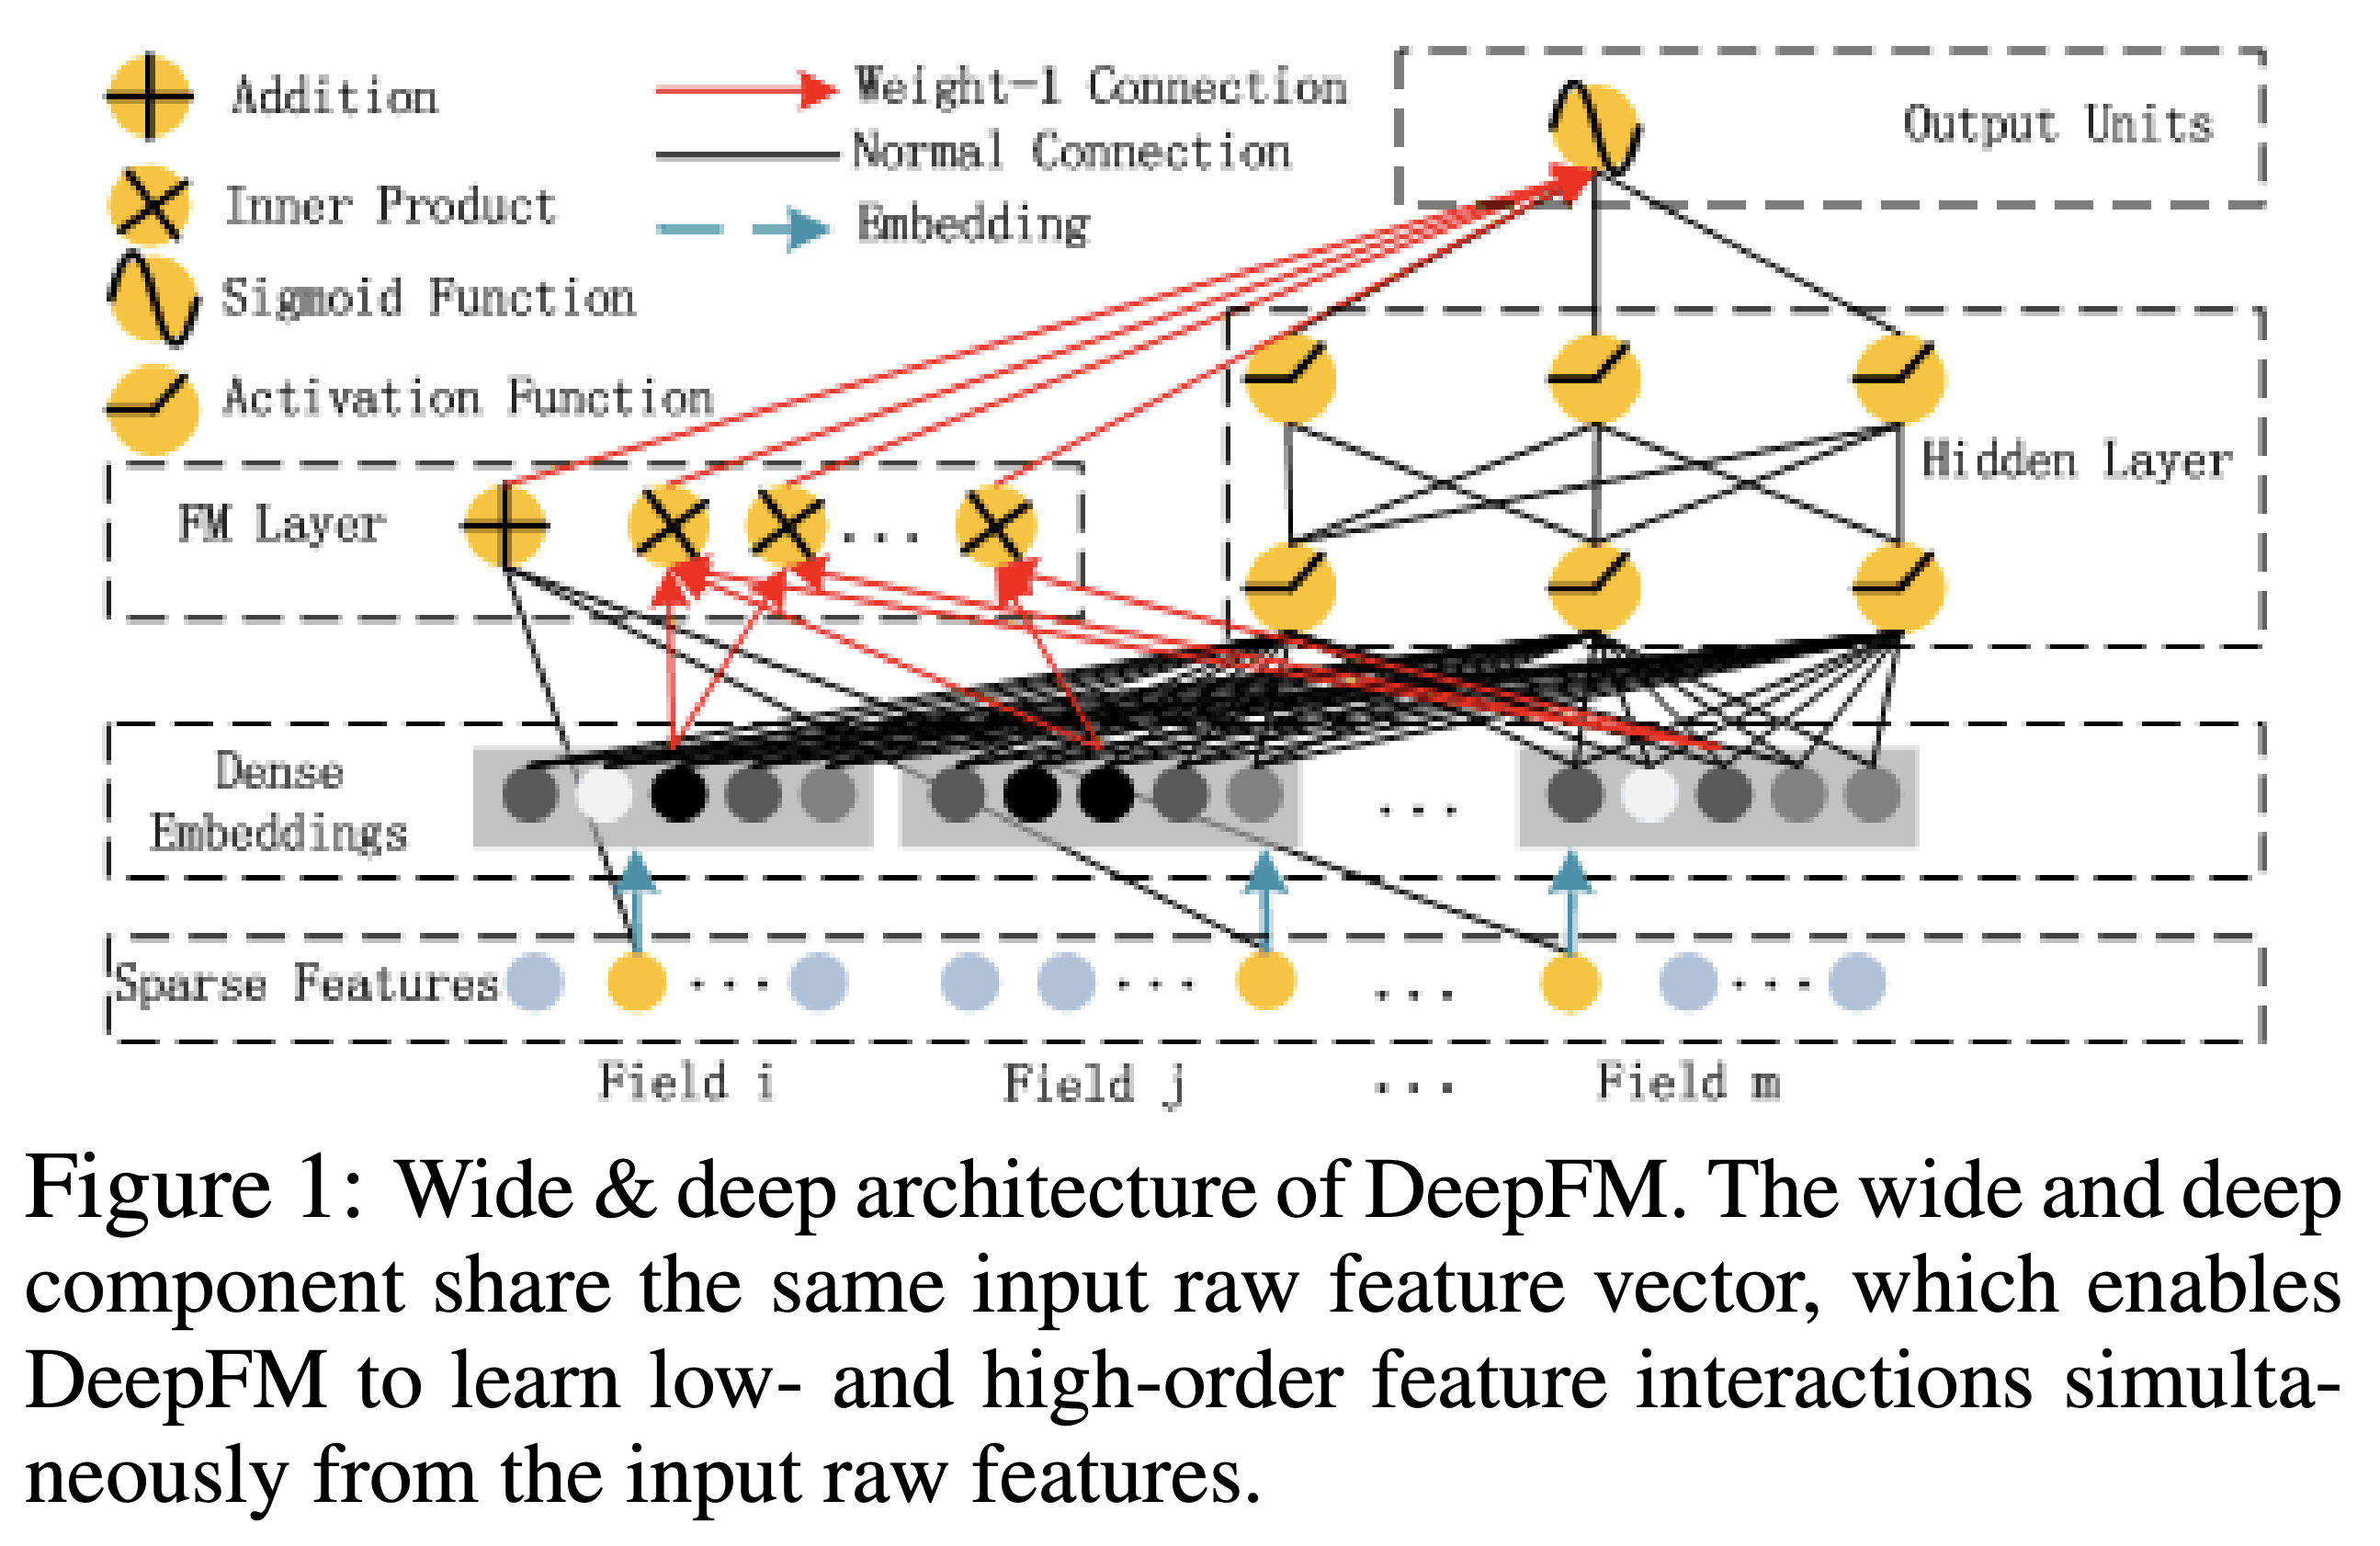 Addition
Inner Product
Sigmoid Function
Activation Function
Weight-1 Connection
Normal Connection
Embedding
Output Units
Hidden Layer
FM Layer
. . .
Dense
Embeddings
. . .
Sparse Features
. . .
. . .
. . .
. . .
Field i
Field j
. . .
Field m
Figure 1: Wide & deep architecture of DeepFM. The wide and deep
component share the same input raw feature vector, which enables
DeepFM to learn low- and high-order feature interactions simulta-
neously from the input raw features.